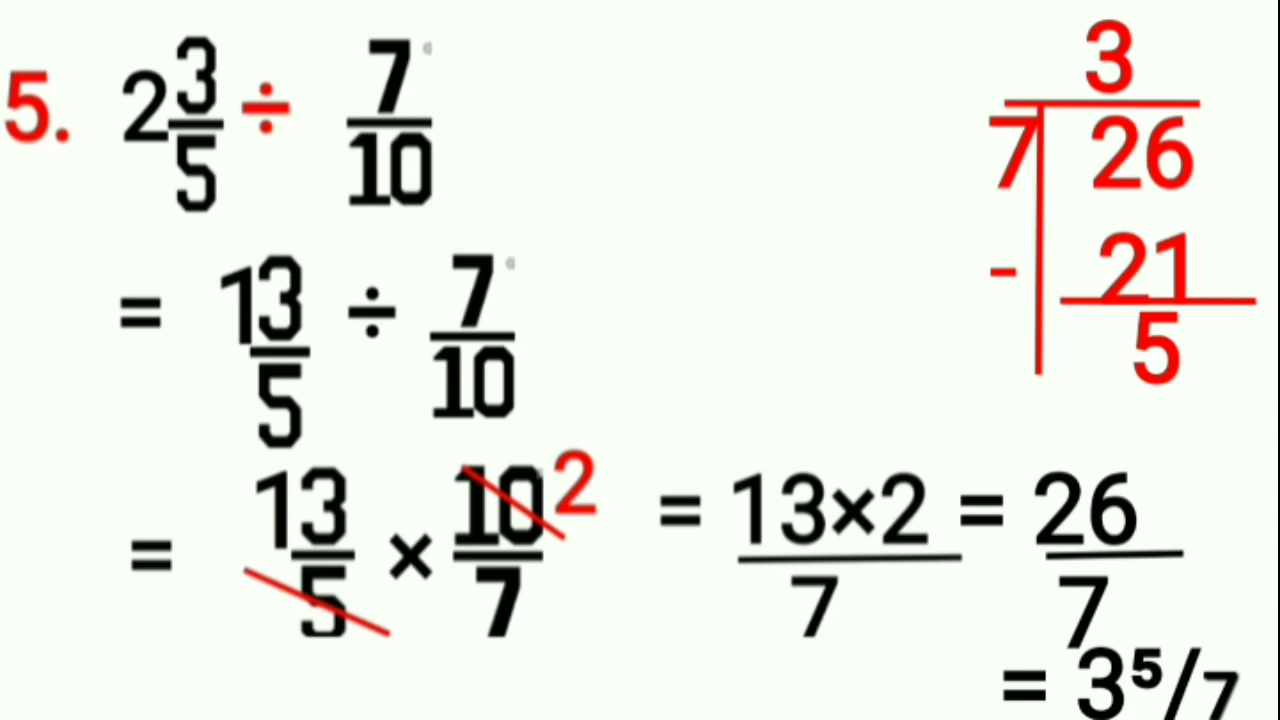 5. 2 3/5 ÷ 7/10
= 13/5 ÷ 7/10
= 13/5 × 10/7 2 = 13×2/7 = 26/7
= 3⁵/₇
3
7 26
- 21
5